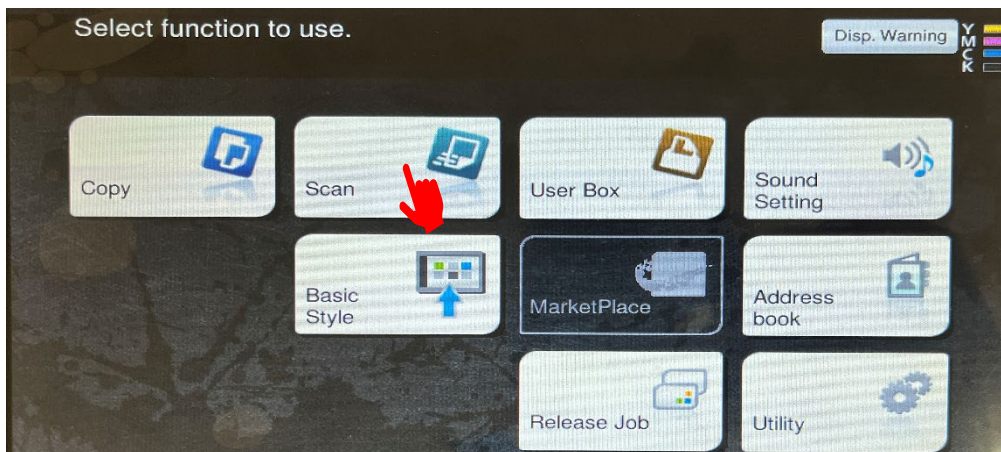 Select function to use.
Disp. Warning
Y
M
C
K
Copy
Scan
User Box
Sound
Setting
Basic
Style
MarketPlace
Address
book
Release Job
Utility